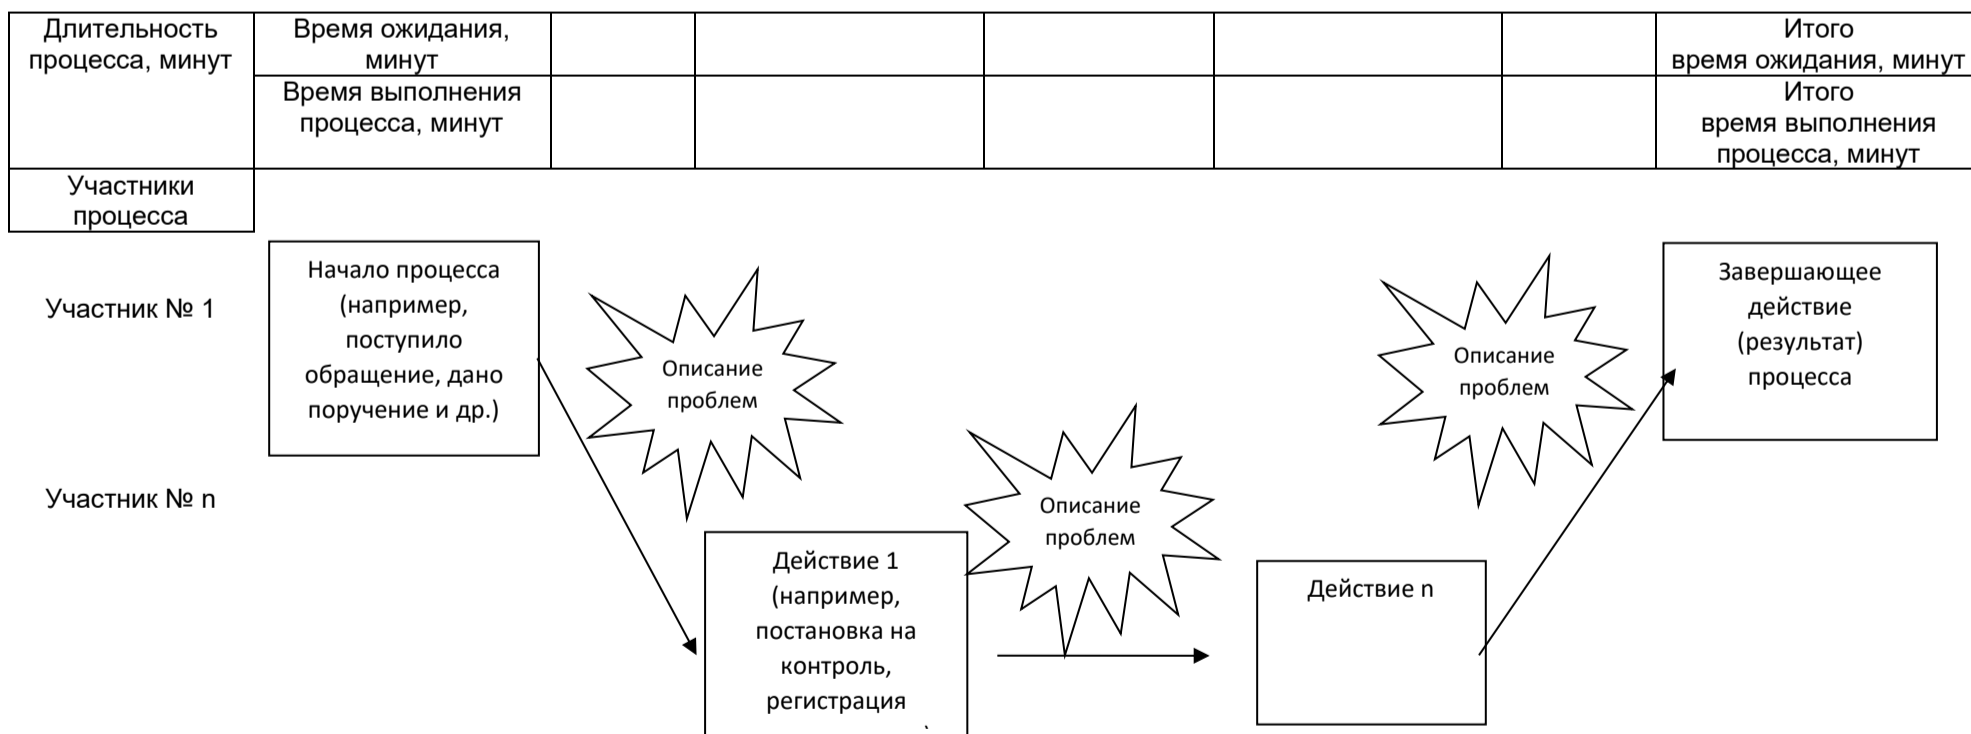 Длительность
процесса, минут
Время ожидания,
минут
Итого
время ожидания, минут
Время выполнения
процесса, минут
Итого
время выполнения
процесса, минут
Участники
процесса
Участник № 1
Начало процесса
(например,
поступило
обращение, дано
поручение и др.)
Описание
проблем
Описание
проблем
Завершающее
действие
(результат)
процесса
Участник № n
Описание
проблем
Действие 1
(например,
постановка на
контроль,
регистрация
Действие n